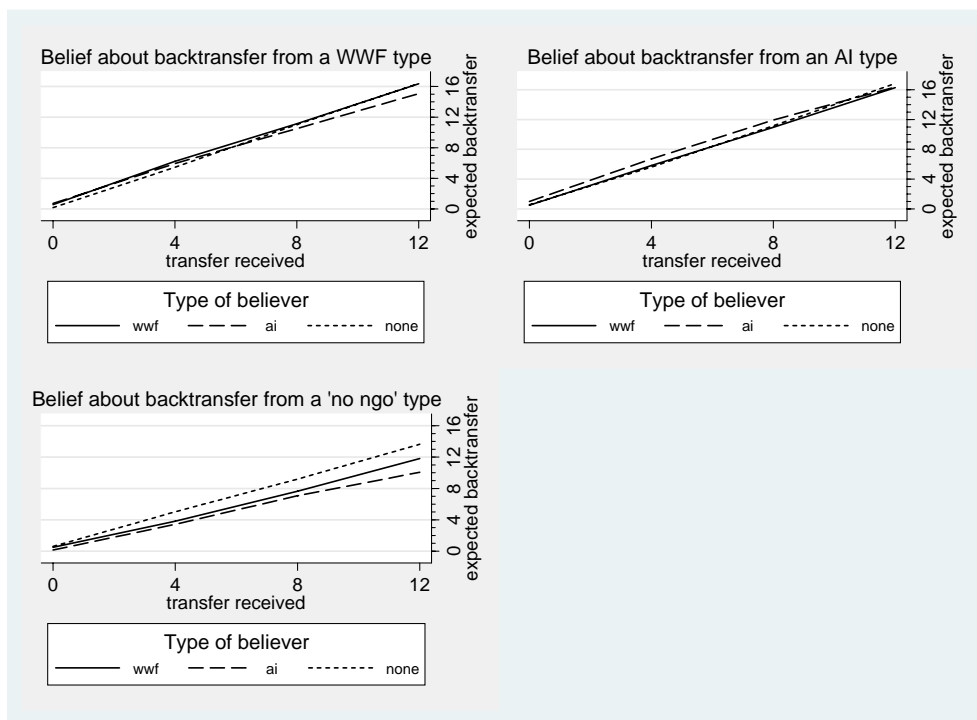 Belief about backtransfer from a WWF type
16
12
8
4
0
expected backtransfer
0 4 8 12
transfer received
Type of believer
wwf ai none
Belief about backtransfer from an AI type
16
12
8
4
0
expected backtransfer
0 4 8 12
transfer received
Type of believer
wwf ai none
Belief about backtransfer from a 'no ngo' type
16
12
8
4
0
expected backtransfer
0 4 8 12
transfer received
Type of believer
wwf ai none